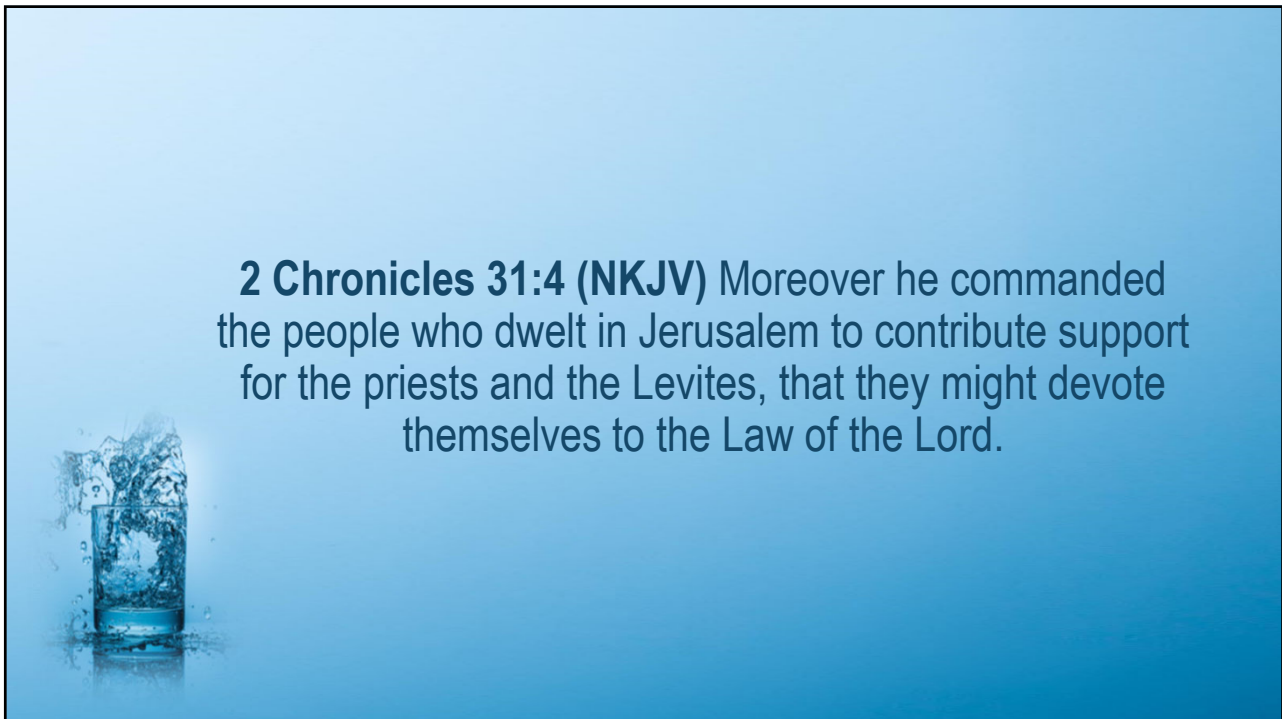 2 Chronicles 31:4 (NKJV) Moreover he commanded
the people who dwelt in Jerusalem to contribute support
for the priests and the Levites, that they might devote
themselves to the Law of the Lord.